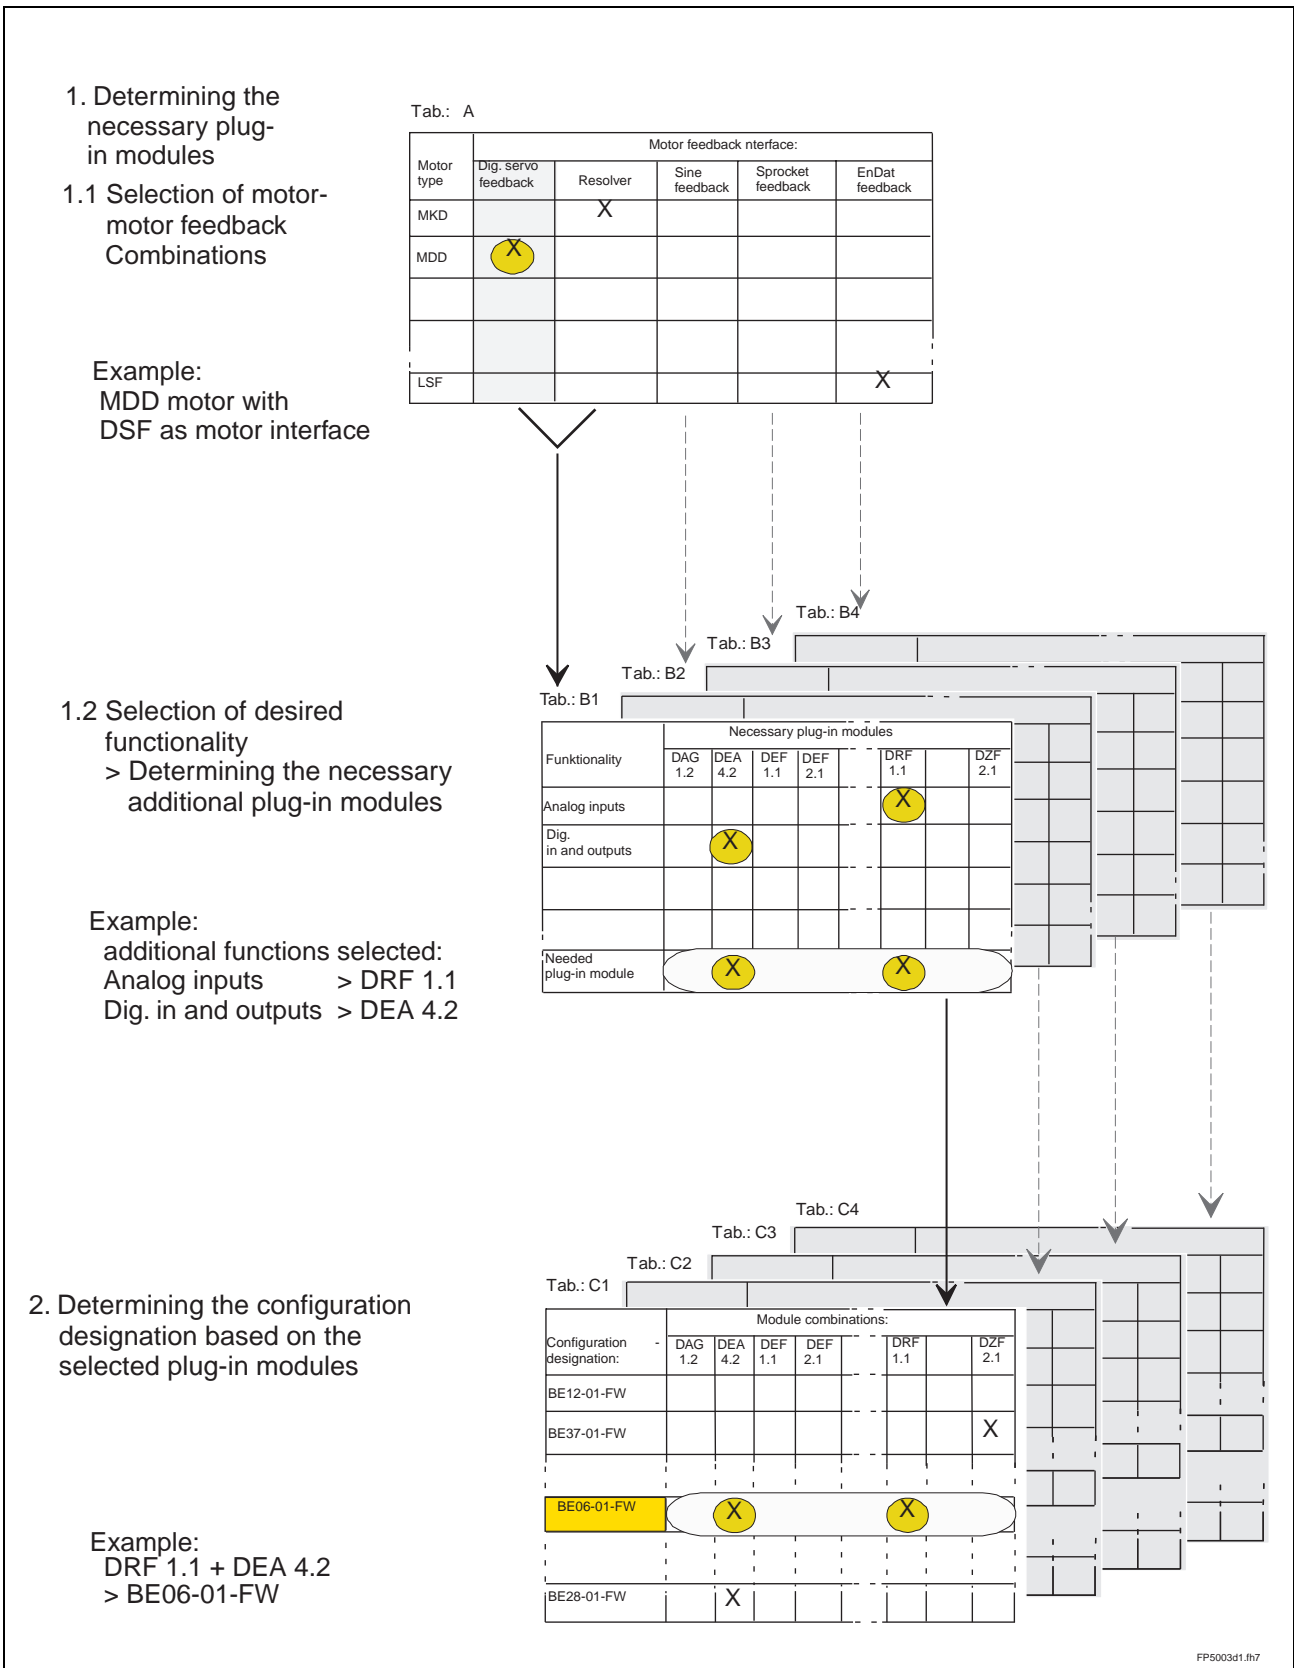 1. Determining the
necessary plug-
in modules
1.1 Selection of motor-
motor feedback
Combinations
Example:
MDD motor with
DSF as motor interface
Tab.: A
Motor feedback nterface:
Motor
type
Dig. servo
feedback
Resolver
Sine
feedback
Sprocket
feedback
EnDat
feedback
MKD
X
MDD
X
LSF
X
Tab.: B4
Tab.: B3
Tab.: B2
Tab.: B1
1.2 Selection of desired
functionality
> Determining the necessary
additional plug-in modules
Example:
additional functions selected:
Analog inputs > DRF 1.1
Dig. in and outputs > DEA 4.2
Necessary plug-in modules
Funktionality
DAG
1.2
DEA
4.2
DEF
1.1
DEF
2.1
DRF
1.1
DZF
2.1
Analog inputs
X
Dig.
in and outputs
X
Needed
plug-in module
X
X
Tab.: C4
Tab.: C3
Tab.: C2
Tab.: C1
2. Determining the configuration
designation based on the
selected plug-in modules
Example:
DRF 1.1 + DEA 4.2
> BE06-01-FW
Module combinations:
Configuration -
designation:
DAG
1.2
DEA
4.2
DEF
1.1
DEF
2.1
DRF
1.1
DZF
2.1
BE12-01-FW
BE37-01-FW
X
BE06-01-FW
X
X
BE28-01-FW
X
FP5003d1.fh7